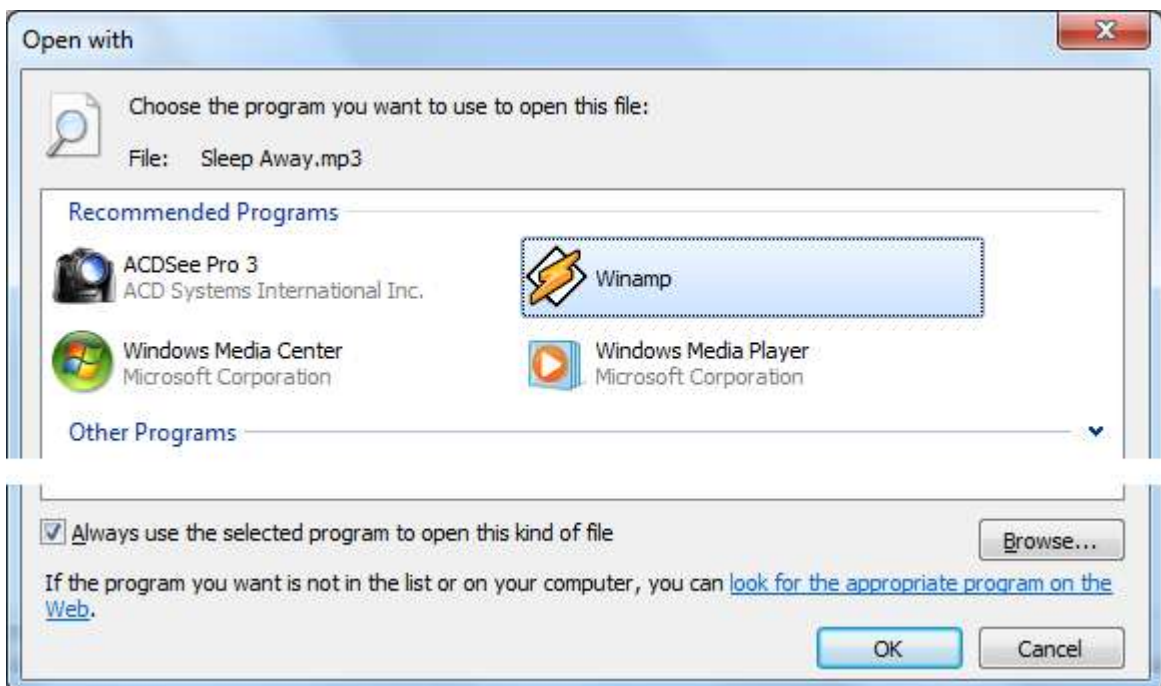 Open with
Choose the program you want to use to open this file:
File: Sleep Away.mp3
Recommended Programs
ACDSee Pro 3
ACD Systems International Inc.
Winamp
Windows Media Center
Microsoft Corporation
Windows Media Player
Microsoft Corporation
Other Programs
Always use the selected program to open this kind of file
Browse...
If the program you want is not in the list or on your computer, you can look for the appropriate program on the
Web.
OK
Cancel